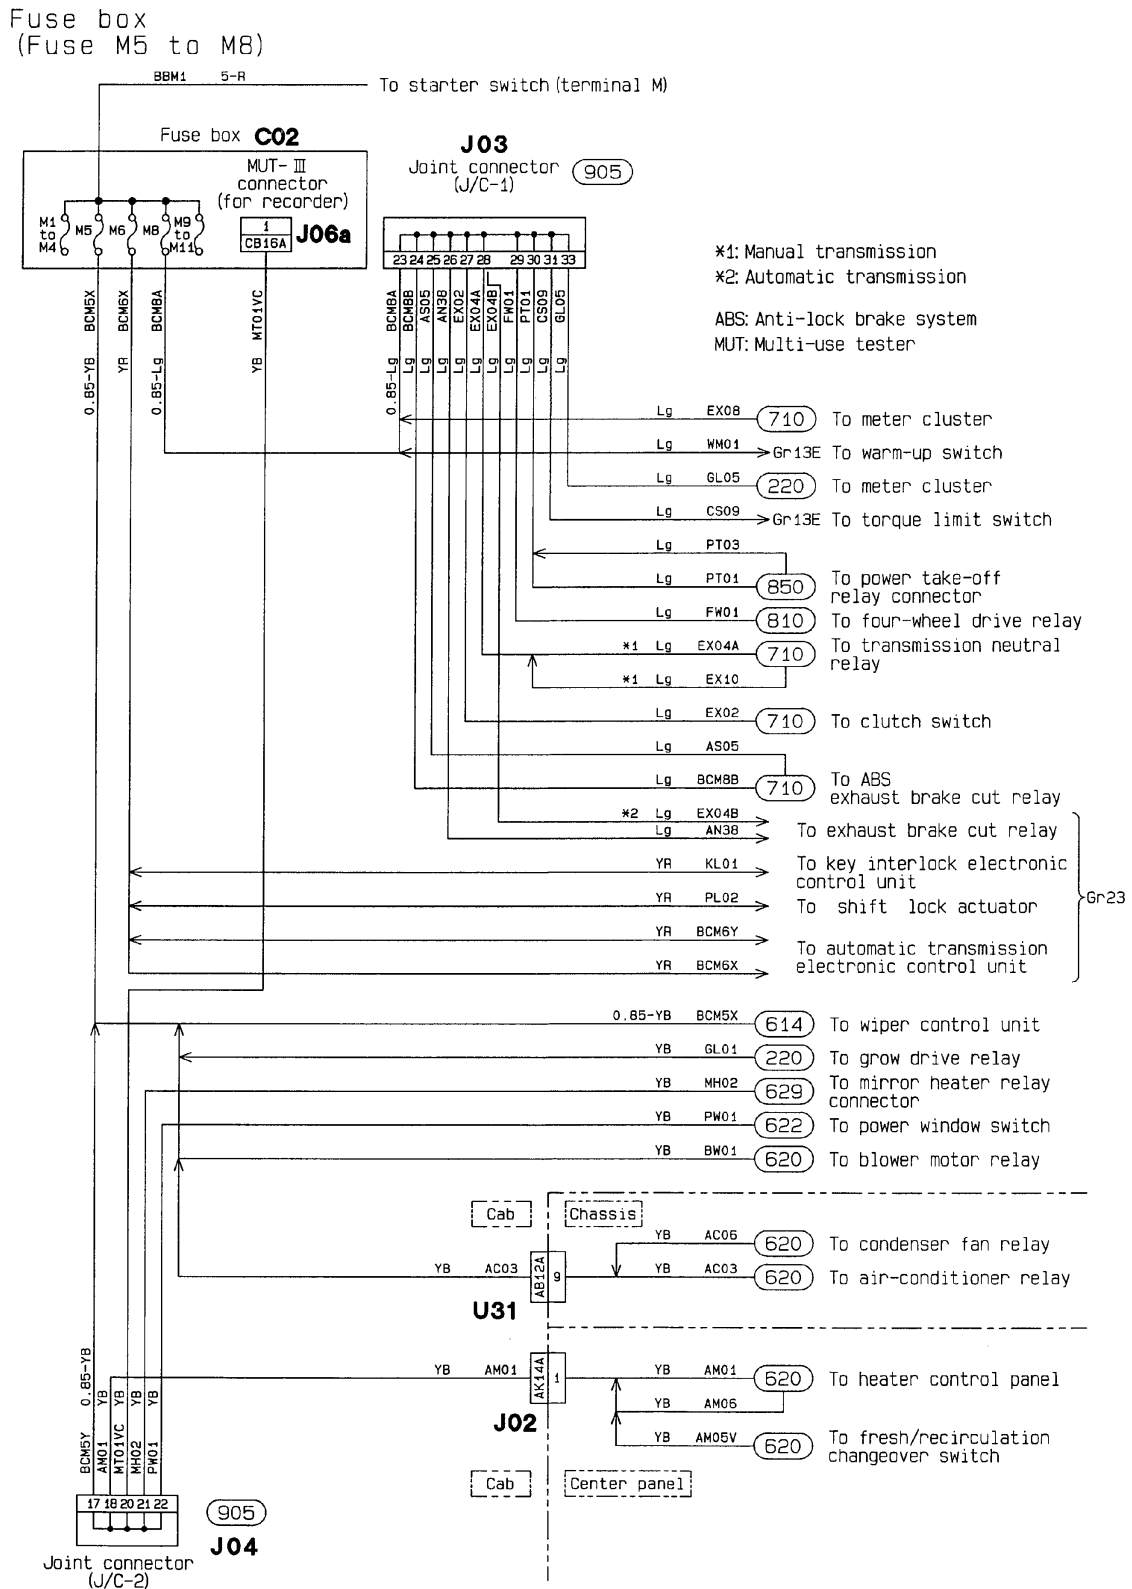 Fuse box
(Fuse M5 to M8)
BBM1 5-R
To starter switch (terminal M)
Fuse box C02
MUT-Ⅲ
connector
(for recorder)
1
CB16A
J06a
M1
to
M4
M5
M6
M8
M9
to
M11
J03
Joint connector
(J/C-1)
905
23 24 25 26 27 28 29 30 31 33
*1: Manual transmission
*2: Automatic transmission
ABS: Anti-lock brake system
MUT: Multi-use tester
0.85-YB BCM5X
YR BCM6X
0.85-Lg BCM8A
YB MT01VC
0.85-Lg BCM8A
Lg BCM8B
Lg AS05
Lg AN38
Lg EX02
Lg EX04A
Lg EX04B
Lg FW01
Lg PT01
Lg CS09
Lg GL05
Lg EX08 710 To meter cluster
Lg WM01 Gr13E To warm-up switch
Lg GL05 220 To meter cluster
Lg CS09 Gr13E To torque limit switch
Lg PT03
Lg PT01 850 To power take-off
relay connector
Lg FW01 810 To four-wheel drive relay
*1 Lg EX04A 710 To transmission neutral
relay
*1 Lg EX10
Lg EX02 710 To clutch switch
Lg AS05
Lg BCM8B 710 To ABS
exhaust brake cut relay
*2 Lg EX04B
Lg AN38
To exhaust brake cut relay
YR KL01 To key interlock electronic
control unit
YR PL02 To shift lock actuator
Gr23
YR BCM6Y
To automatic transmission
electronic control unit
YR BCM6X
0.85-YB BCM5X 614 To wiper control unit
YB GL01 220 To grow drive relay
YB MH02 629 To mirror heater relay
connector
YB PW01 622 To power window switch
YB BW01 620 To blower motor relay
Cab
Chassis
YB AC06 620 To condenser fan relay
YB AC03 AB12A 9 YB AC03 620 To air-conditioner relay
U31
YB AM01 AK14A 1 YB AM01 620 To heater control panel
YB AM06
J02
YB AM05V 620 To fresh/recirculation
changeover switch
Cab
Center panel
BCM5Y 0.85-YB
AM01 YB
MT01VC YB
MH02 YB
PW01 YB
17 18 20 21 22
905
J04
Joint connector
(J/C-2)